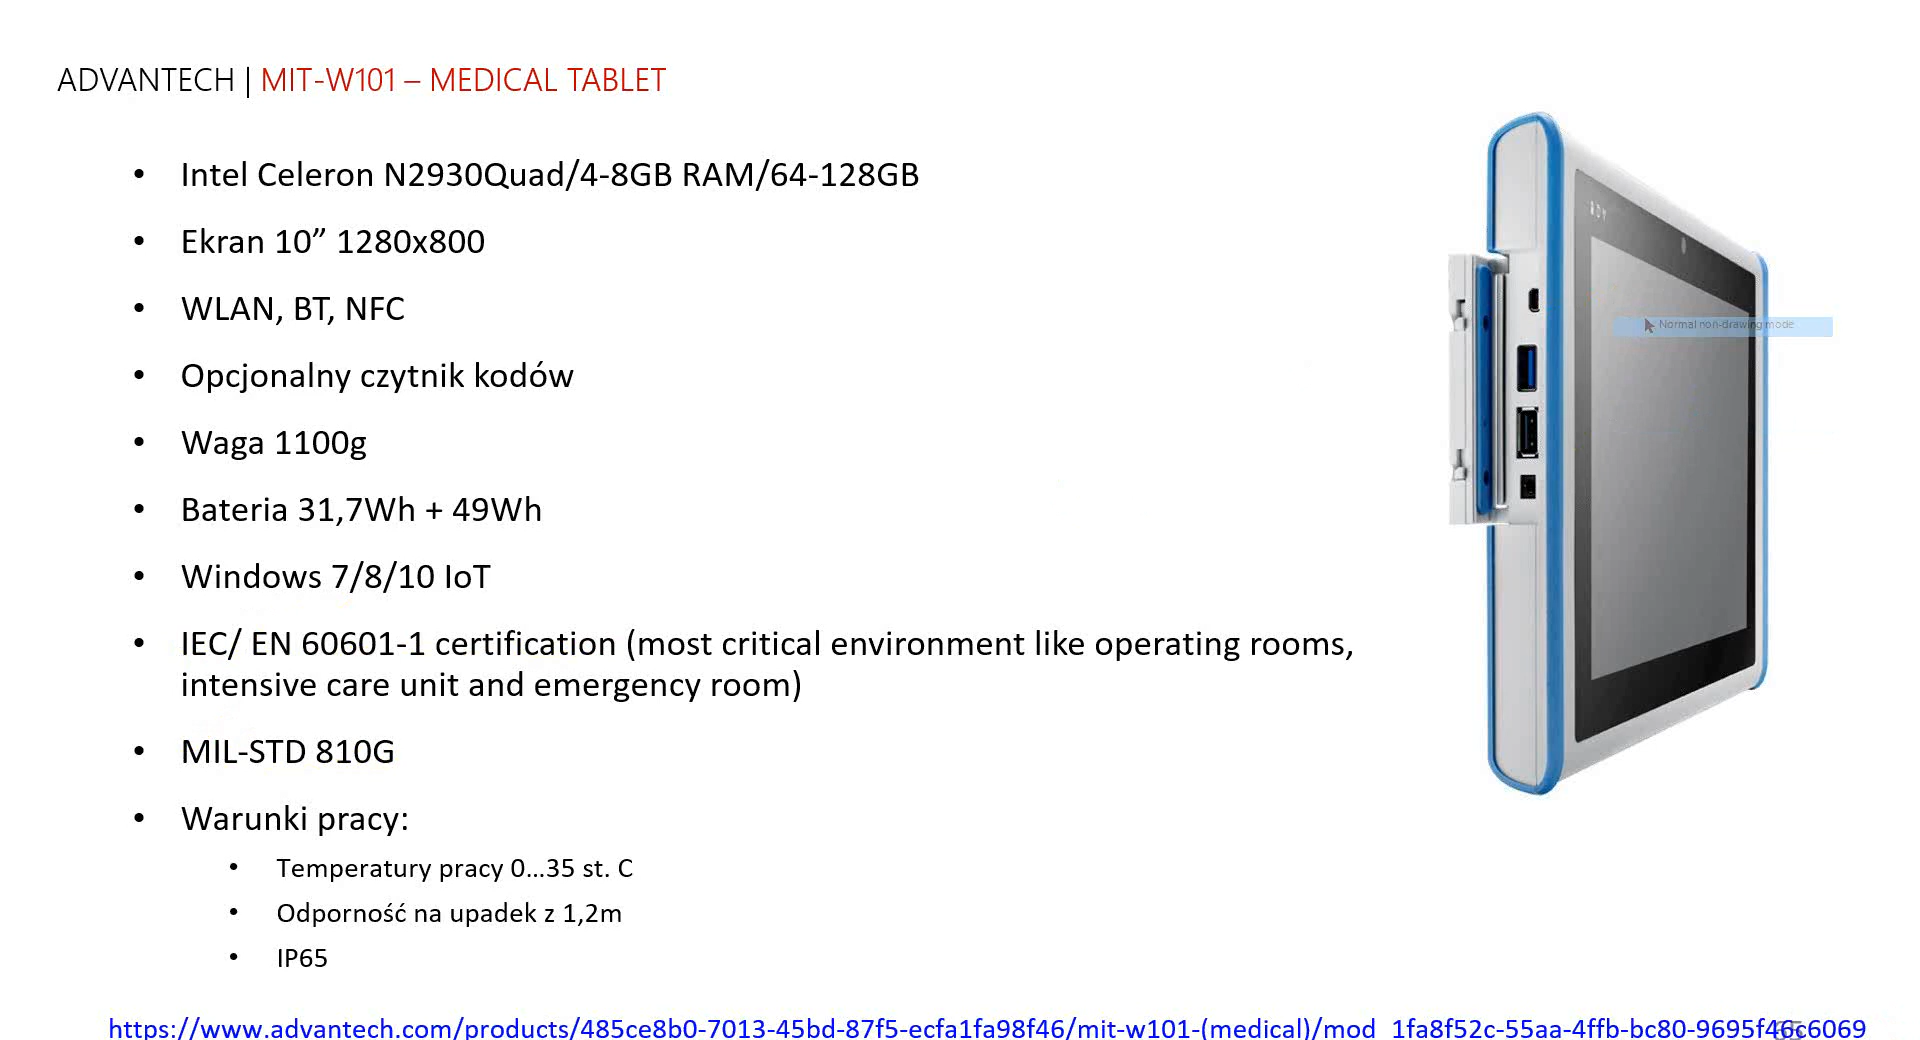 ADVANTECH | MIT-W101 – MEDICAL TABLET
• Intel Celeron N2930Quad/4-8GB RAM/64-128GB
• Ekran 10” 1280x800
• WLAN, BT, NFC
• Opcjonalny czytnik kodów
• Waga 1100g
• Bateria 31,7Wh + 49Wh
• Windows 7/8/10 IoT
• IEC/ EN 60601-1 certification (most critical environment like operating rooms,
intensive care unit and emergency room)
• MIL-STD 810G
• Warunki pracy:
• Temperatury pracy 0...35 st. C
• Odporność na upadek z 1,2m
• IP65
Normal non-drawing mode
https://www.advantech.com/products/485ce8b0-7013-45bd-87f5-ecfa1fa98f46/mit-w101-(medical)/mod_1fa8f52c-55aa-4ffb-bc80-9695f46c6069